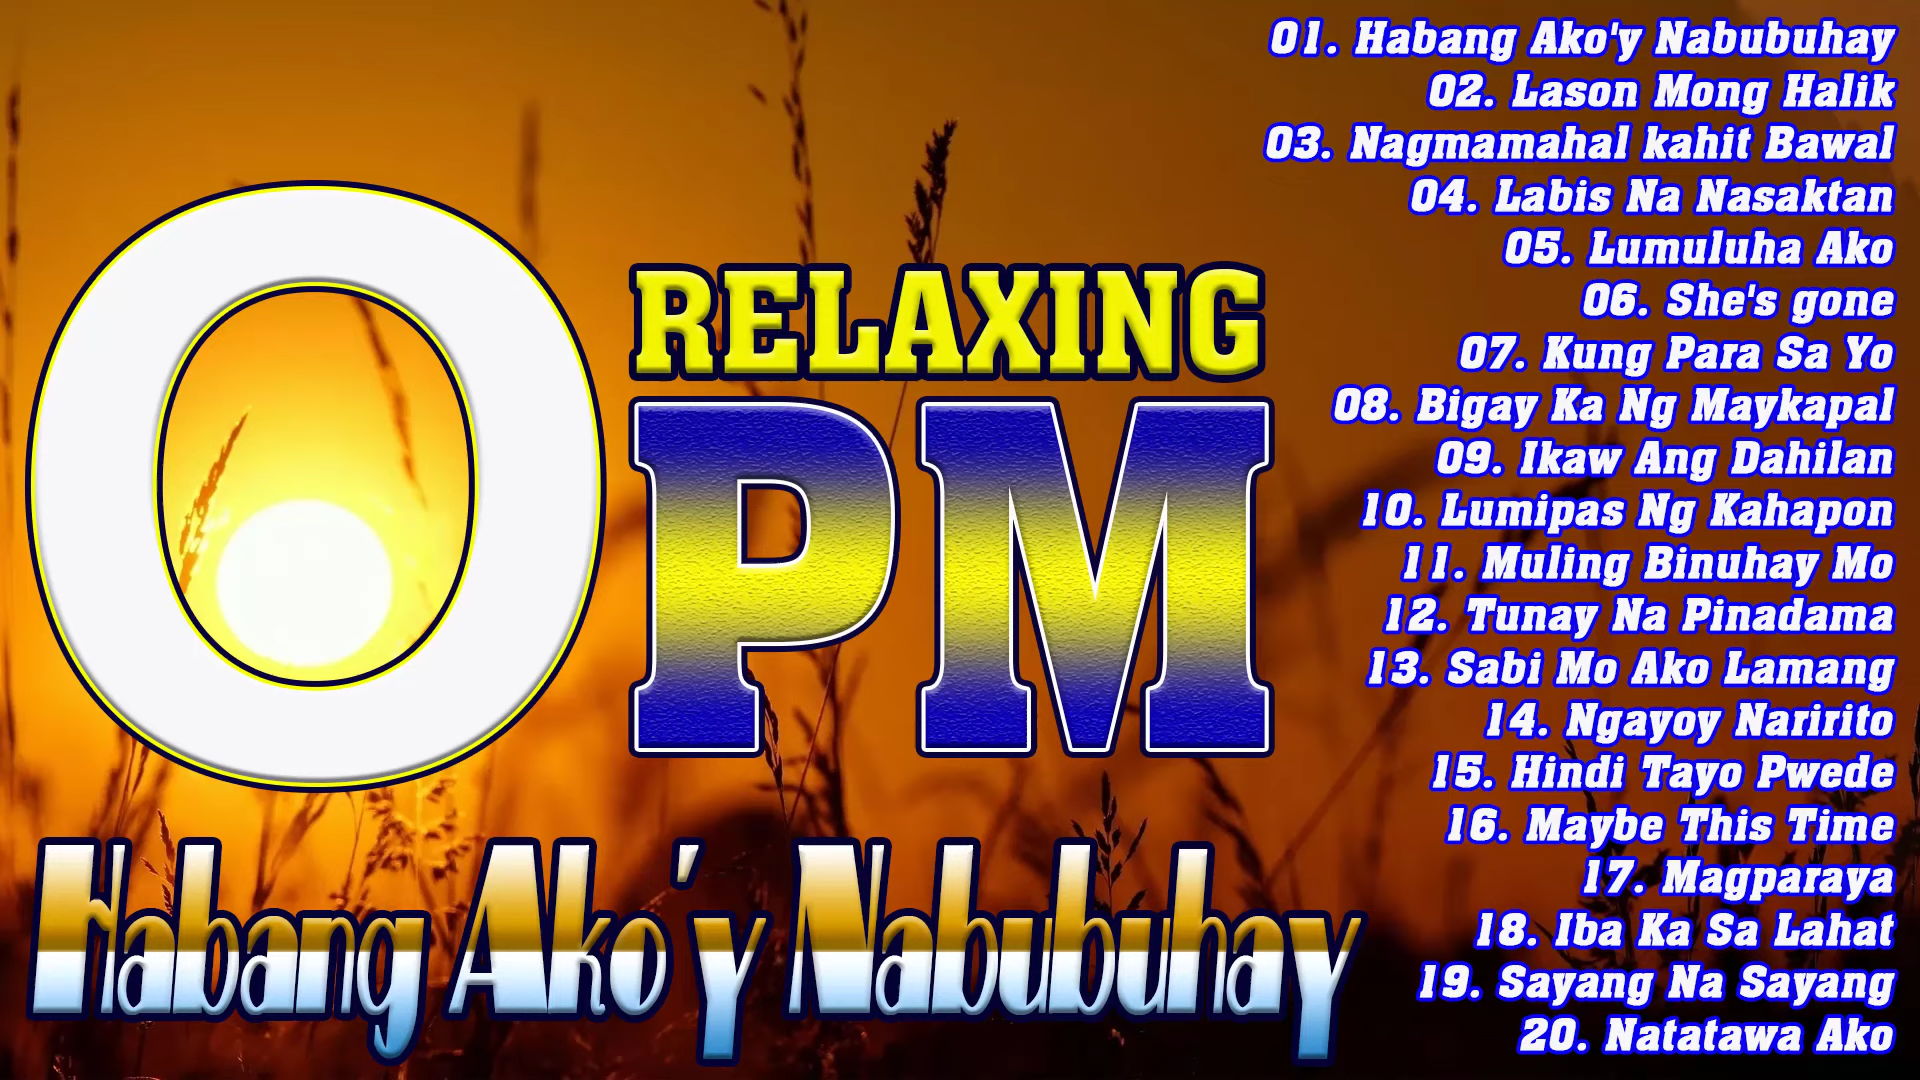 RELAXING
OPM
Habang Ako'y Nabubuhay
01. Habang Ako'y Nabubuhay
02. Lason Mong Halik
03. Nagmamahal kahit Bawal
04. Labis Na Nasaktan
05. Lumuluha Ako
06. She's gone
07. Kung Para Sa Yo
08. Bigay Ka Ng Maykapal
09. Ikaw Ang Dahilan
10. Lumipas Ng Kahapon
11. Muling Binuhay Mo
12. Tunay Na Pinadama
13. Sabi Mo Ako Lamang
14. Ngayoy Naririto
15. Hindi Tayo Pwede
16. Maybe This Time
17. Magparaya
18. Iba Ka Sa Lahat
19. Sayang Na Sayang
20. Natatawa Ako